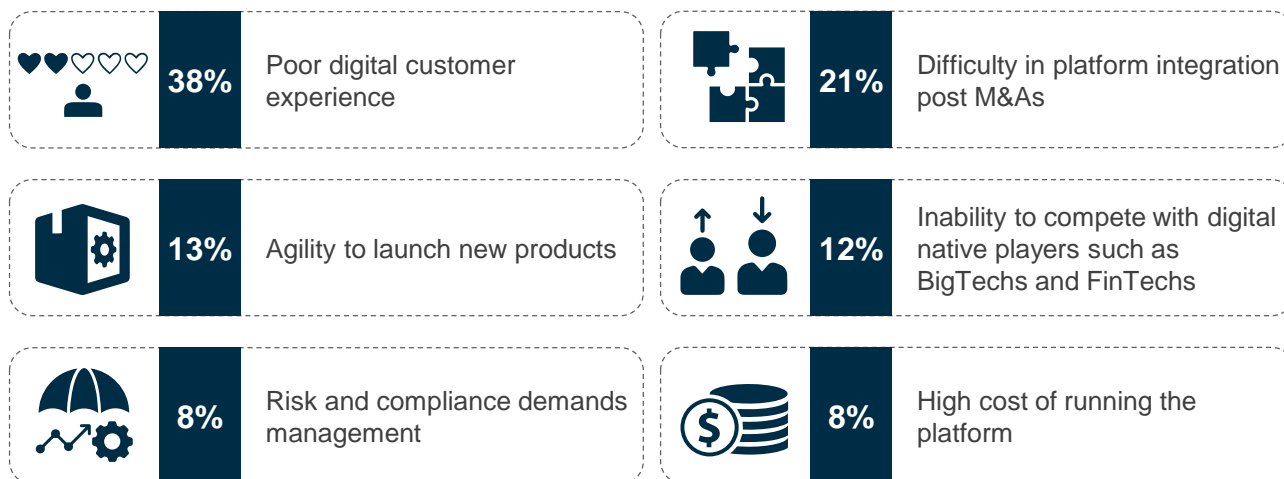 38%
Poor digital customer
experience
21%
Difficulty in platform integration
post M&As
13%
Agility to launch new products
12%
Inability to compete with digital
native players such as
BigTechs and FinTechs
8%
Risk and compliance demands
management
$
8%
High cost of running the
platform